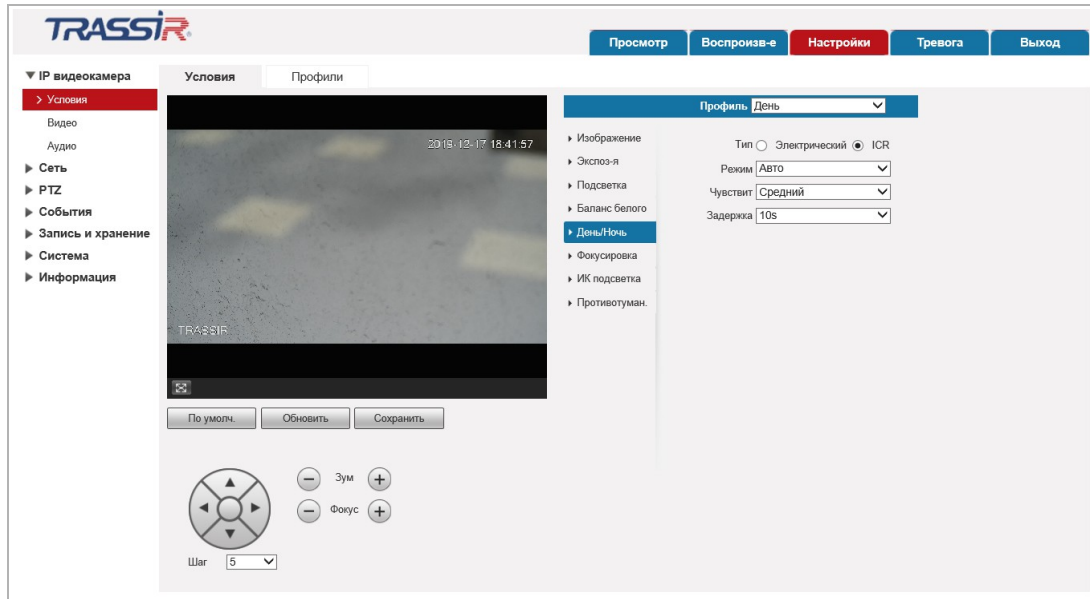 TRASSIR
Просмотр
Воспроизв-е
Настройки
Тревога
Выход
IP видеокамера
Условия
Видео
Аудио
Сеть
PTZ
События
Запись и хранение
Система
Информация
Условия
Профили
2019-12-17 18:41:57
TRASSIR
По умолч.
Обновить
Сохранить
Зум
Фокус
Шаг 5
Профиль День
Изображение
Экспоз-я
Подсветка
Баланс белого
День/Ночь
Фокусировка
ИК подсветка
Противотуман.
Тип Электрический ICR
Режим Авто
Чувствит Средний
Задержка 10s